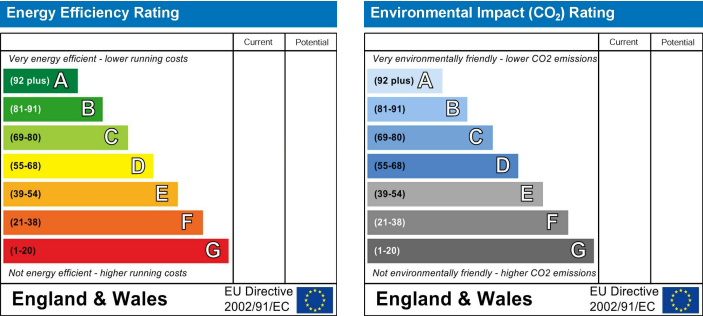 Energy Efficiency Rating
Current Potential
Very energy efficient - lower running costs
(92 plus) A
(81-91) B
(69-80) C
(55-68) D
(39-54) E
(21-38) F
(1-20) G
Not energy efficient - higher running costs
England & Wales
EU Directive
2002/91/EC
Environmental Impact (CO₂) Rating
Current Potential
Very environmentally friendly - lower CO2 emissions
(92 plus) A
(81-91) B
(69-80) C
(55-68) D
(39-54) E
(21-38) F
(1-20) G
Not environmentally friendly - higher CO2 emissions
England & Wales
EU Directive
2002/91/EC